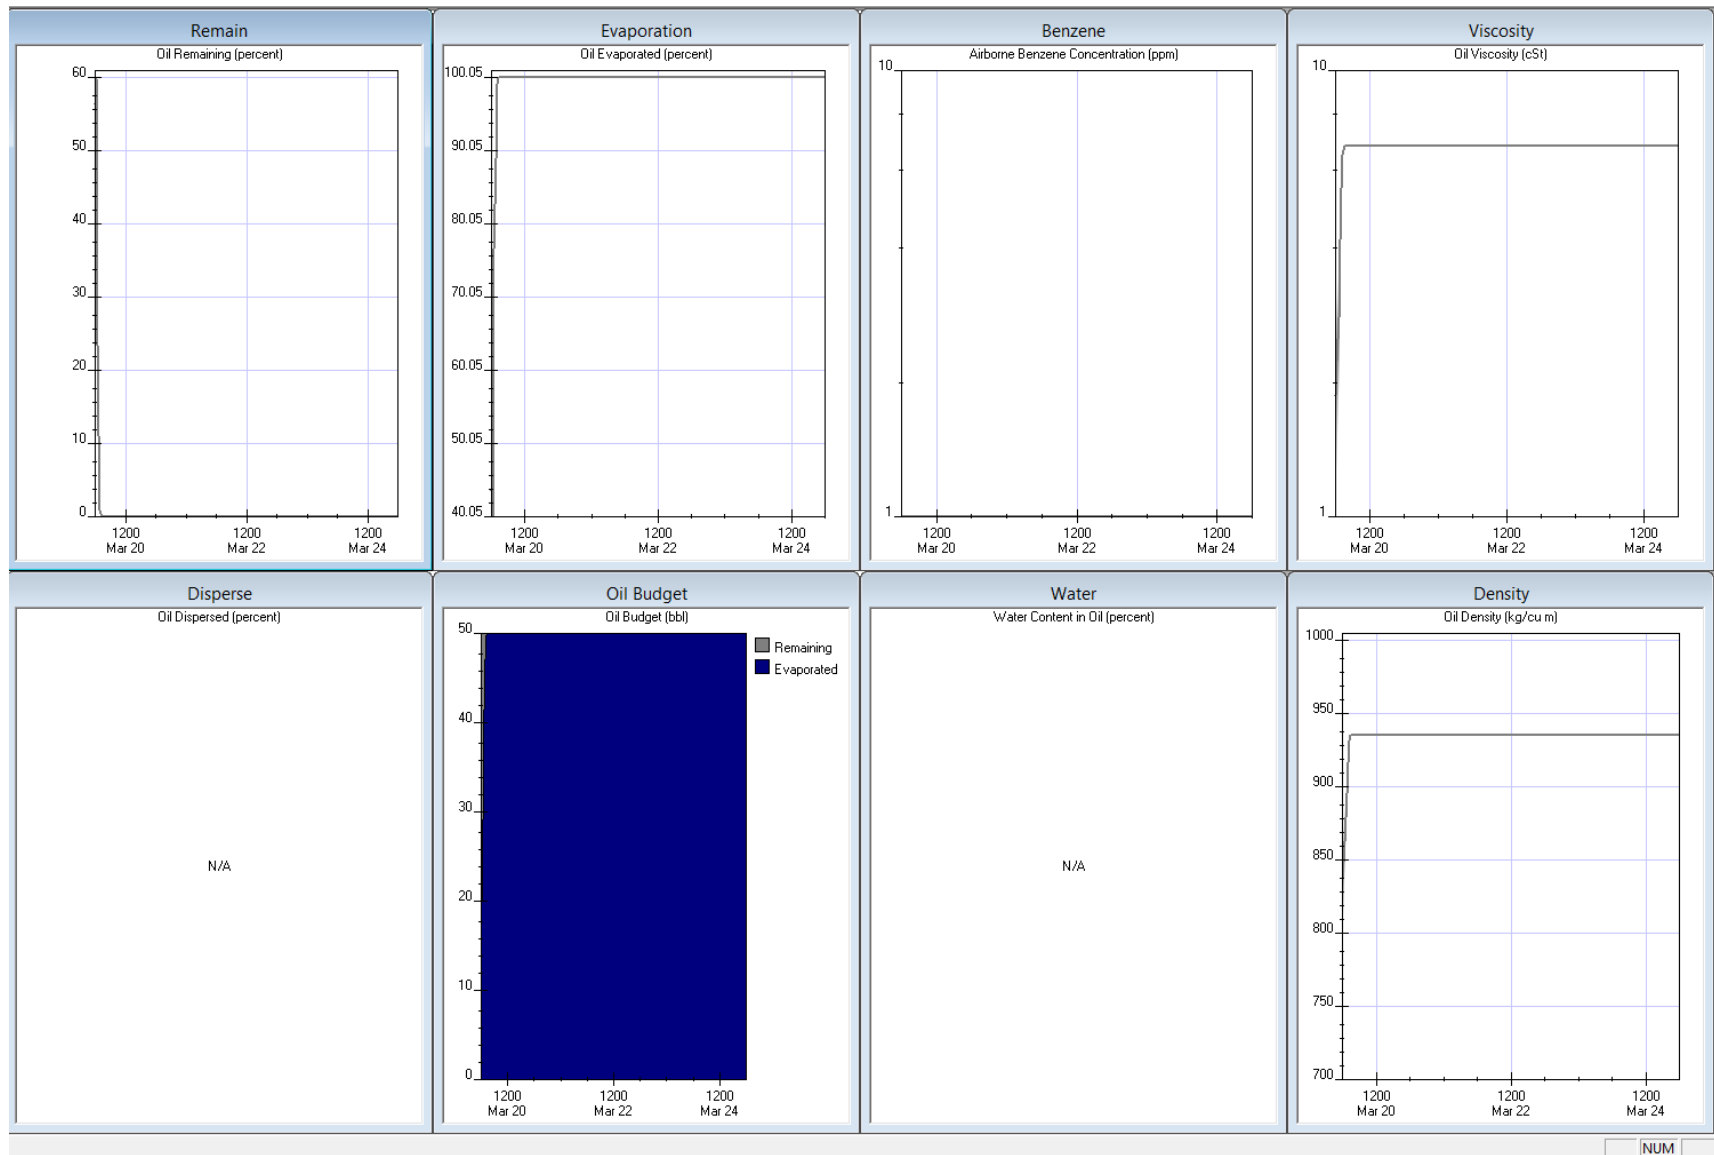 Remain
Oil Remaining (percent)
60
50
40
30
20
10
0
1200 1200 1200
Mar 20 Mar 22 Mar 24
Evaporation
Oil Evaporated (percent)
100.05
90.05
80.05
70.05
60.05
50.05
40.05
1200 1200 1200
Mar 20 Mar 22 Mar 24
Benzene
Airborne Benzene Concentration (ppm)
10
1
1200 1200 1200
Mar 20 Mar 22 Mar 24
Viscosity
Oil Viscosity (cSt)
10
1
1200 1200 1200
Mar 20 Mar 22 Mar 24
Disperse
Oil Dispersed (percent)
N/A
Oil Budget
Oil Budget (bbl)
50
40
30
20
10
0
1200 1200 1200
Mar 20 Mar 22 Mar 24
Remaining
Evaporated
Water
Water Content in Oil (percent)
N/A
Density
Oil Density (kg/cu m)
1000
950
900
850
800
750
700
1200 1200 1200
Mar 20 Mar 22 Mar 24
NUM